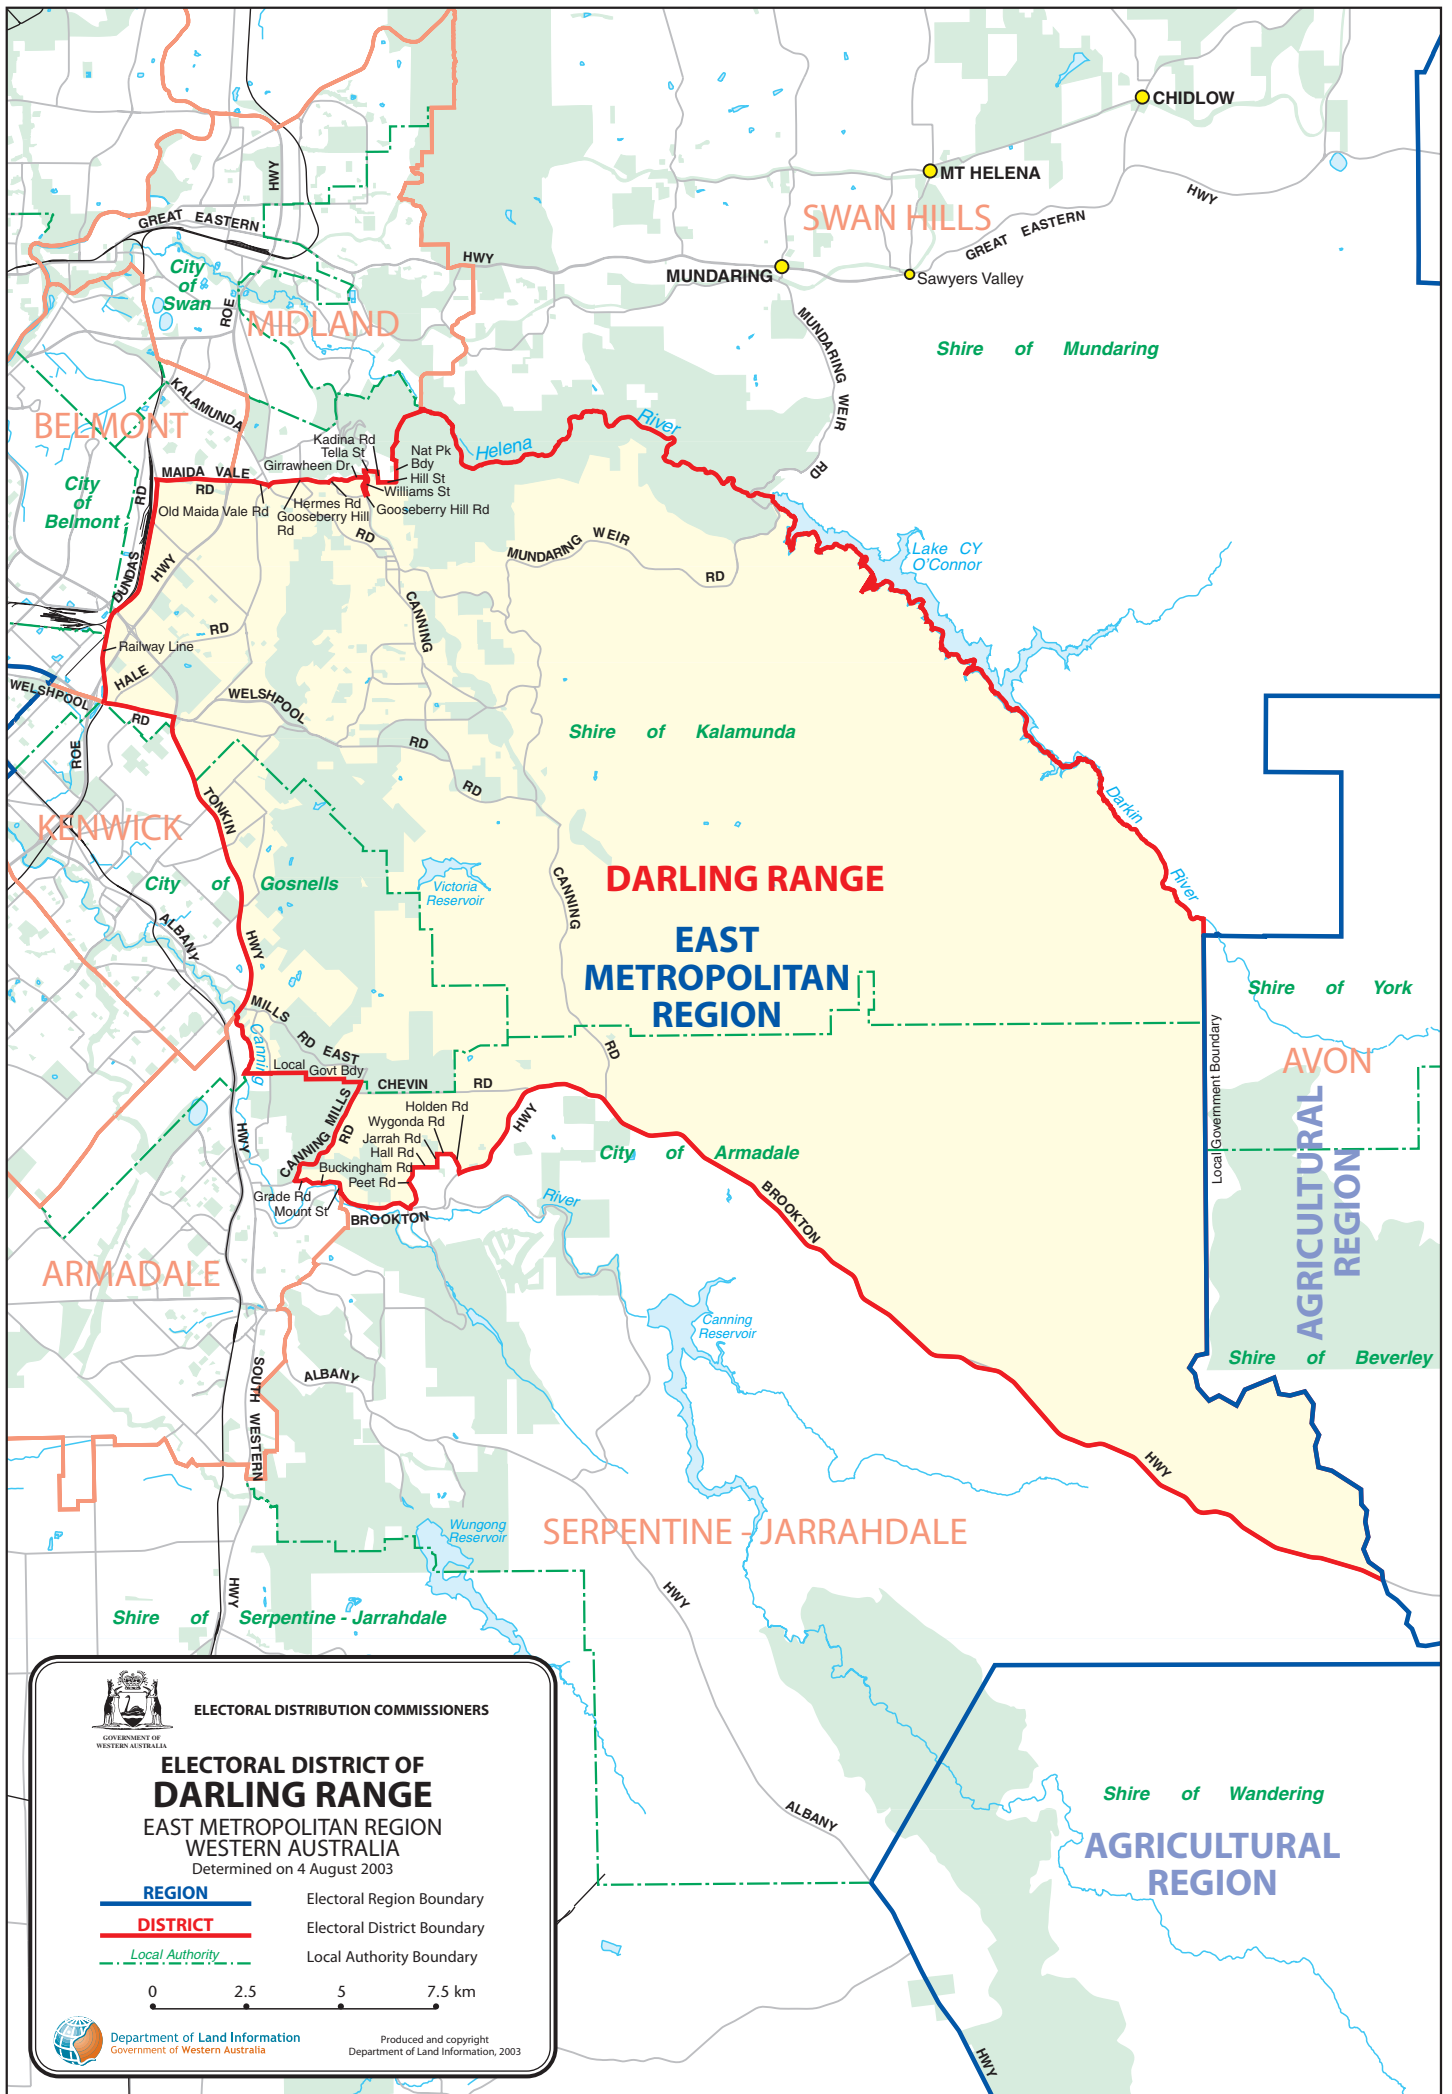 CHIDLOW
MT HELENA
HWY
HWY
SWAN HILLS
GREAT EASTERN
GREAT EASTERN
HWY
MUNDARING
Sawyers Valley
City
of
Swan
ROE
MIDLAND
MUNDARING WEIR
RD
Shire of Mundaring
KALAMUNDA
BELMONT
Kadina Rd
Tella St
Girrawheen Dr
Nat Pk
Bdy
Hill St
Williams St
Gooseberry Hill Rd
Helena
River
MAIDA VALE
RD
Old Maida Vale Rd
Hermes Rd
Gooseberry Hill
Rd
City
of
Belmont
RD
DUNDAS
HWY
RD
MUNDARING WEIR
RD
Lake CY
O'Connor
CANNING
RD
Railway Line
HALE
WELSHPOOL
RD
WELSHPOOL
RD
RD
ROE
Shire of Kalamunda
Darkin
River
TONKIN
HWY
KENWICK
City of Gosnells
ALBANY
Victoria
Reservoir
CANNING
RD
DARLING RANGE
EAST
METROPOLITAN
REGION
Shire of York
AVON
AGRICULTURAL
REGION
Local Government Boundary
MILLS
RD EAST
Canning
Local
Govt Bdy
CHEVIN
RD
Holden Rd
Wygonda Rd
Jarrah Rd
Hall Rd
Buckingham Rd
Peet Rd
CANNING MILLS
RD
Grade Rd
Mount St
BROOKTON
HWY
HWY
City of Armadale
BROOKTON
HWY
River
ARMADALE
Canning
Reservoir
Shire of Beverley
ALBANY
SOUTH WESTERN
HWY
Wungong
Reservoir
SERPENTINE - JARRAHDALE
HWY
Shire of Serpentine - Jarrahdale
ALBANY
HWY
Shire of Wandering
AGRICULTURAL
REGION
GOVERNMENT OF
WESTERN AUSTRALIA
ELECTORAL DISTRIBUTION COMMISSIONERS
ELECTORAL DISTRICT OF
DARLING RANGE
EAST METROPOLITAN REGION
WESTERN AUSTRALIA
Determined on 4 August 2003
REGION Electoral Region Boundary
DISTRICT Electoral District Boundary
Local Authority Local Authority Boundary
0 2.5 5 7.5 km
Department of Land Information
Government of Western Australia
Produced and copyright
Department of Land Information, 2003